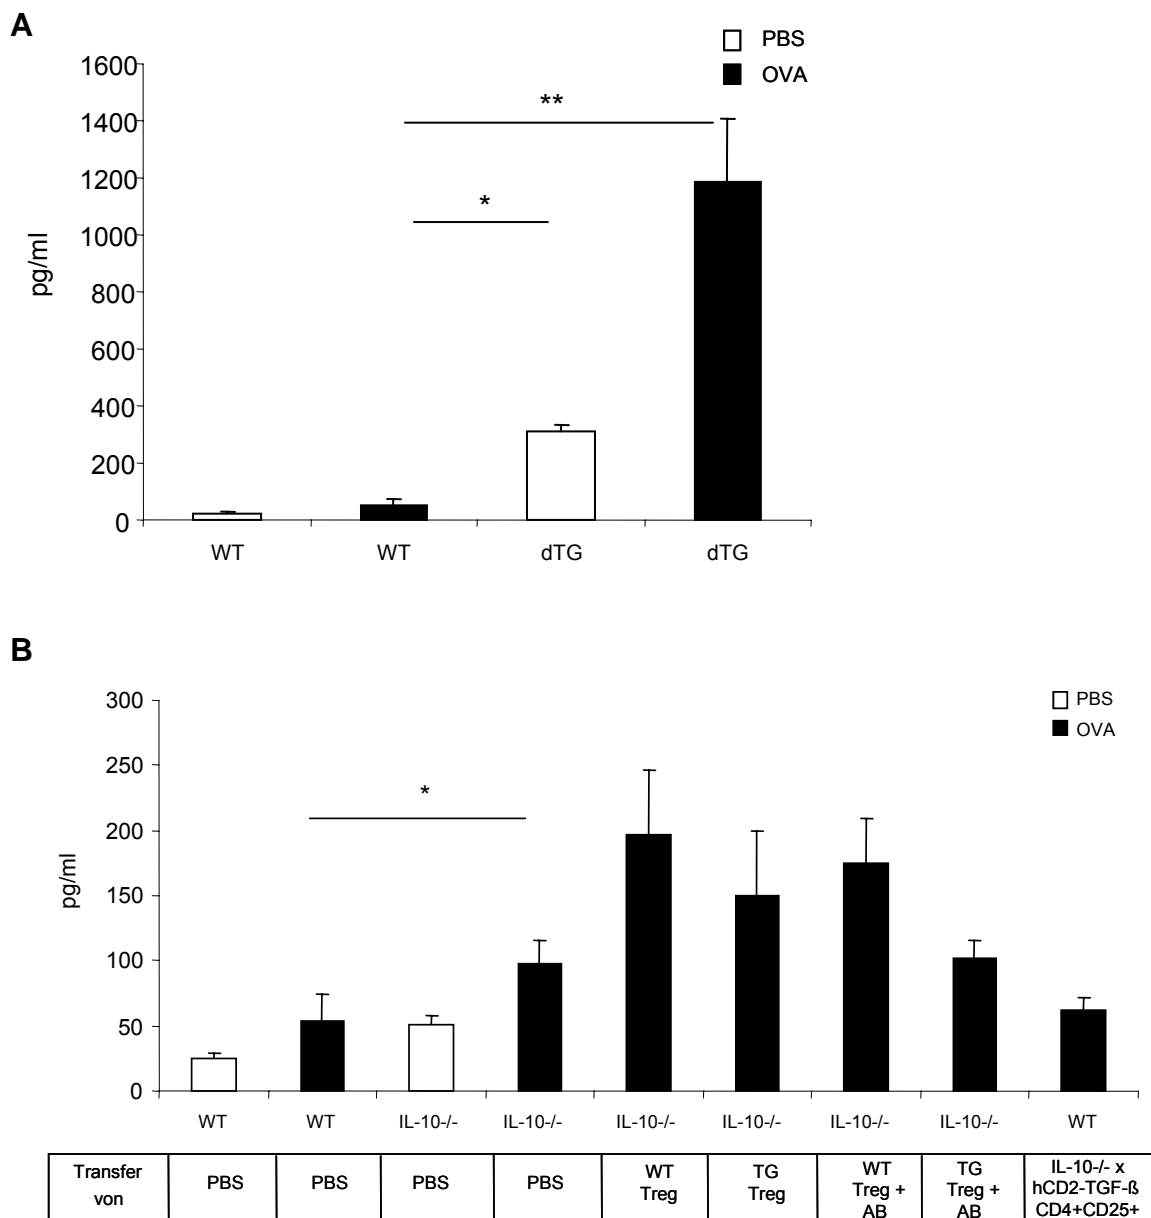 A
PBS
OVA
1600
1400
1200
1000
800
600
400
200
0
pg/ml
**
*
WT WT dTG dTG
B
PBS
OVA
300
250
200
150
100
50
0
pg/ml
*
WT WT IL-10-/- IL-10-/- IL-10-/- IL-10-/- IL-10-/- IL-10-/- WT
Transfer
von
PBS
PBS
PBS
PBS
WT
Treg
TG
Treg
WT
Treg +
AB
TG
Treg +
AB
IL-10-/- x
hCD2-TGF-ß
CD4+CD25+